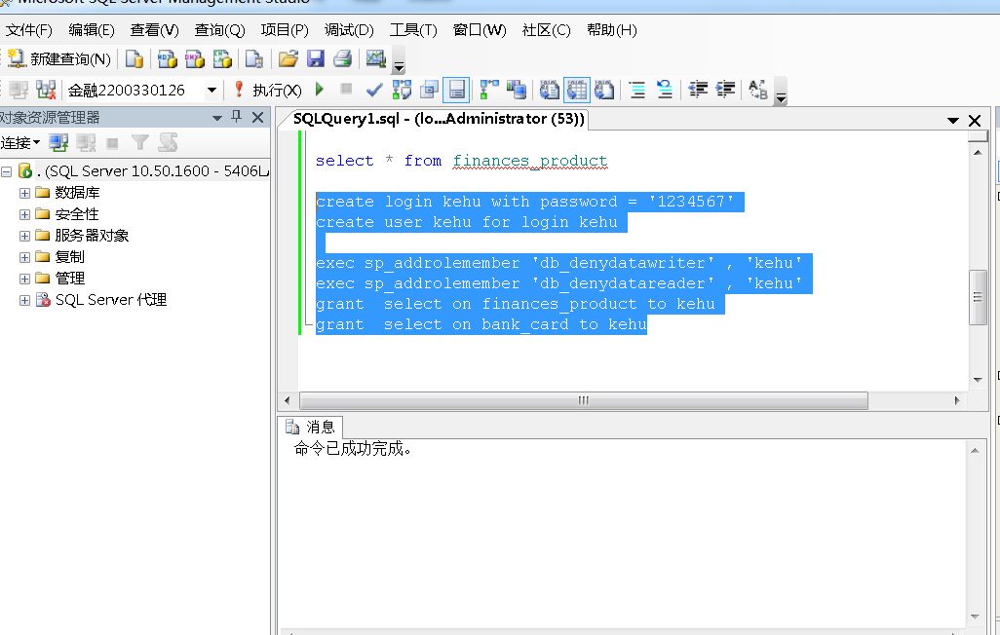 Microsoft SQL Server Management Studio
文件(F) 编辑(E) 查看(V) 查询(Q) 项目(P) 调试(D) 工具(T) 窗口(W) 社区(C) 帮助(H)
新建查询(N)
金融2200330126 执行(X)
对象资源管理器
SQLQuery1.sql - (lo...Administrator (53))
连接
. (SQL Server 10.50.1600 - 5406LA
数据库
安全性
服务器对象
复制
管理
SQL Server 代理
select * from finances_product
create login kehu with password = '1234567'
create user kehu for login kehu
exec sp_addrolemember 'db_denydatawriter' , 'kehu'
exec sp_addrolemember 'db_denydatareader' , 'kehu'
grant  select on finances_product to kehu
grant  select on bank_card to kehu
消息
命令已成功完成。